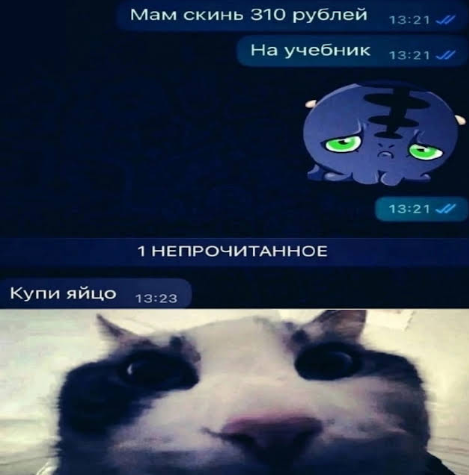 Мам скинь 310 рублей 13:21
На учебник 13:21
13:21
1 НЕПРОЧИТАННОЕ
Купи яйцо 13:23